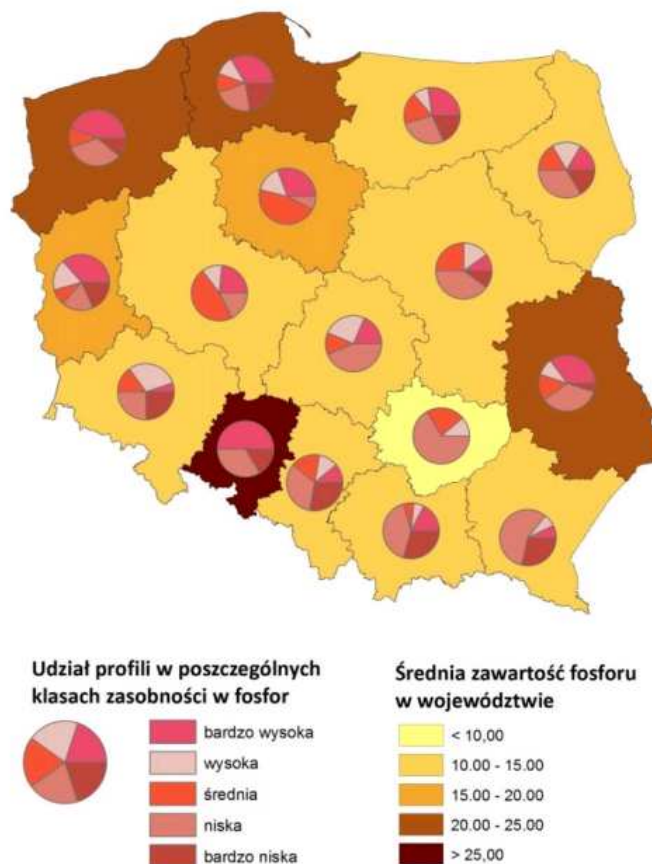 Udział profili w poszczególnych
klasach zasobności w fosfor
bardzo wysoka
wysoka
średnia
niska
bardzo niska
Średnia zawartość fosforu
w województwie
< 10,00
10.00 - 15.00
15.00 - 20.00
20.00 - 25.00
> 25,00